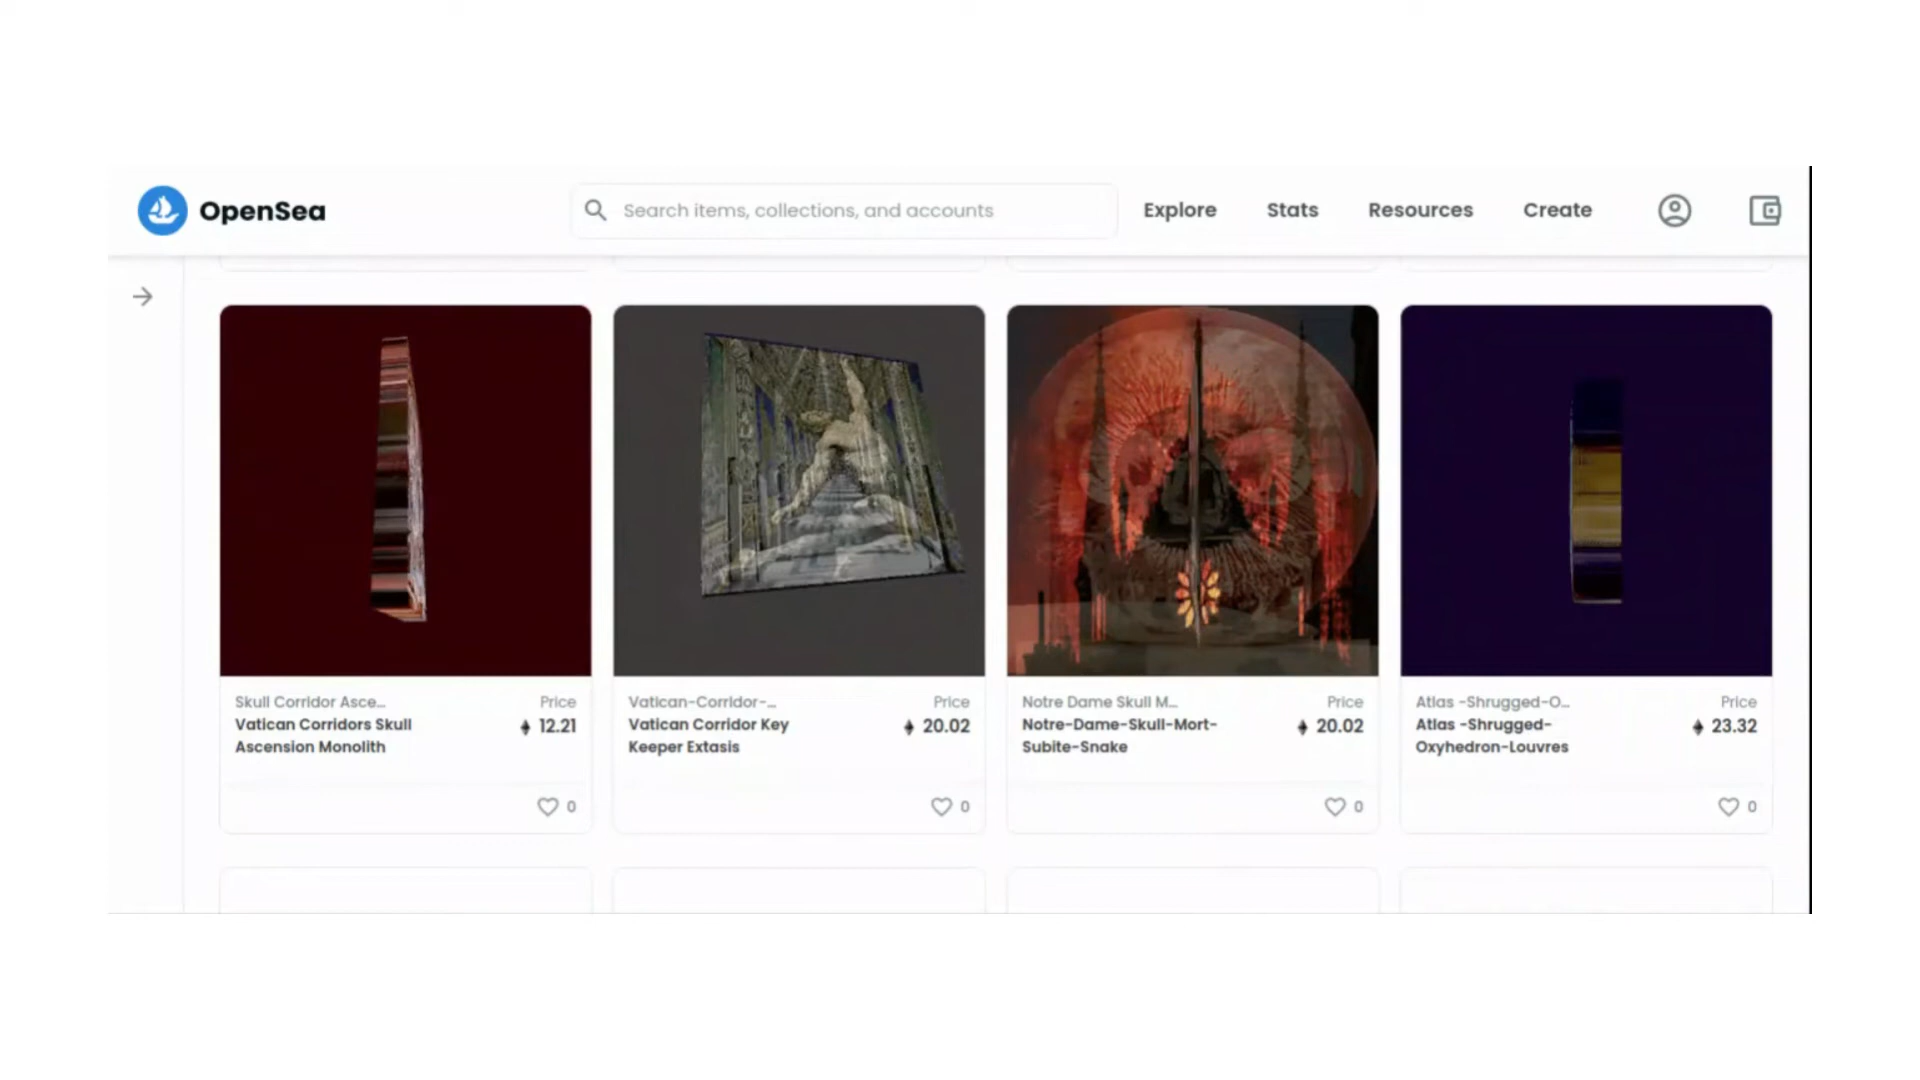 OpenSea
Search items, collections, and accounts
Explore
Stats
Resources
Create
Skull Corridor Asce...
Price
Vatican Corridors Skull
12.21
Ascension Monolith
0
Vatican-Corridor-...
Price
Vatican Corridor Key
20.02
Keeper Extasis
0
Notre Dame Skull M...
Price
Notre-Dame-Skull-Mort-
20.02
Subite-Snake
0
Atlas -Shrugged-O...
Price
Atlas -Shrugged-
23.32
Oxyhedron-Louvres
0